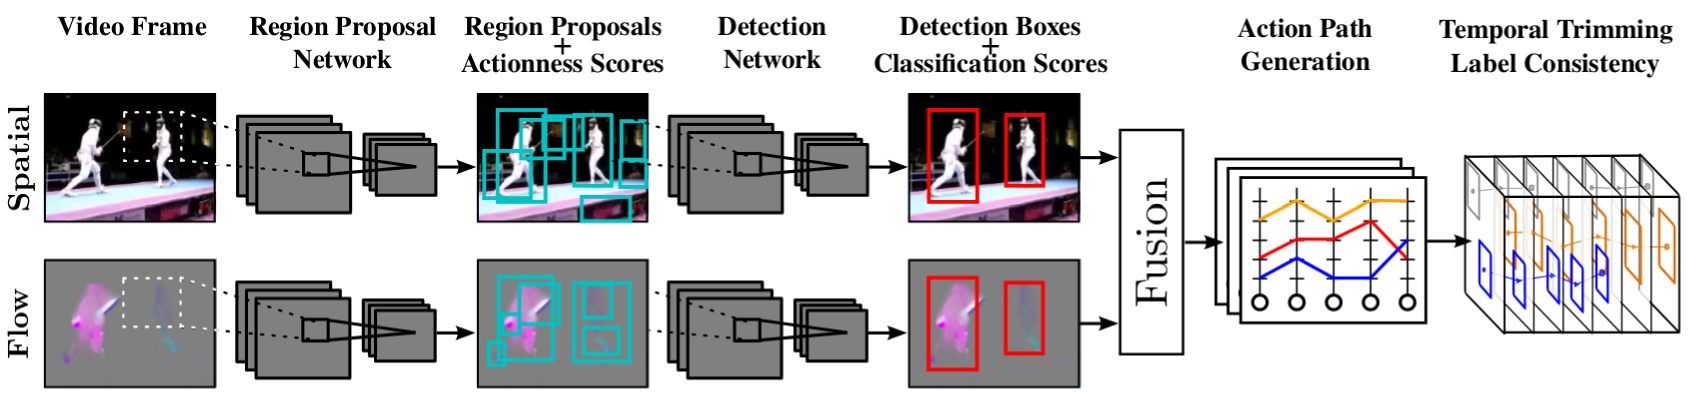 Video Frame
Region Proposal
Network
Region Proposals
+
Actionness Scores
Detection
Network
Detection Boxes
+
Classification Scores
Action Path
Generation
Temporal Trimming
Label Consistency
Spatial
Flow
Fusion